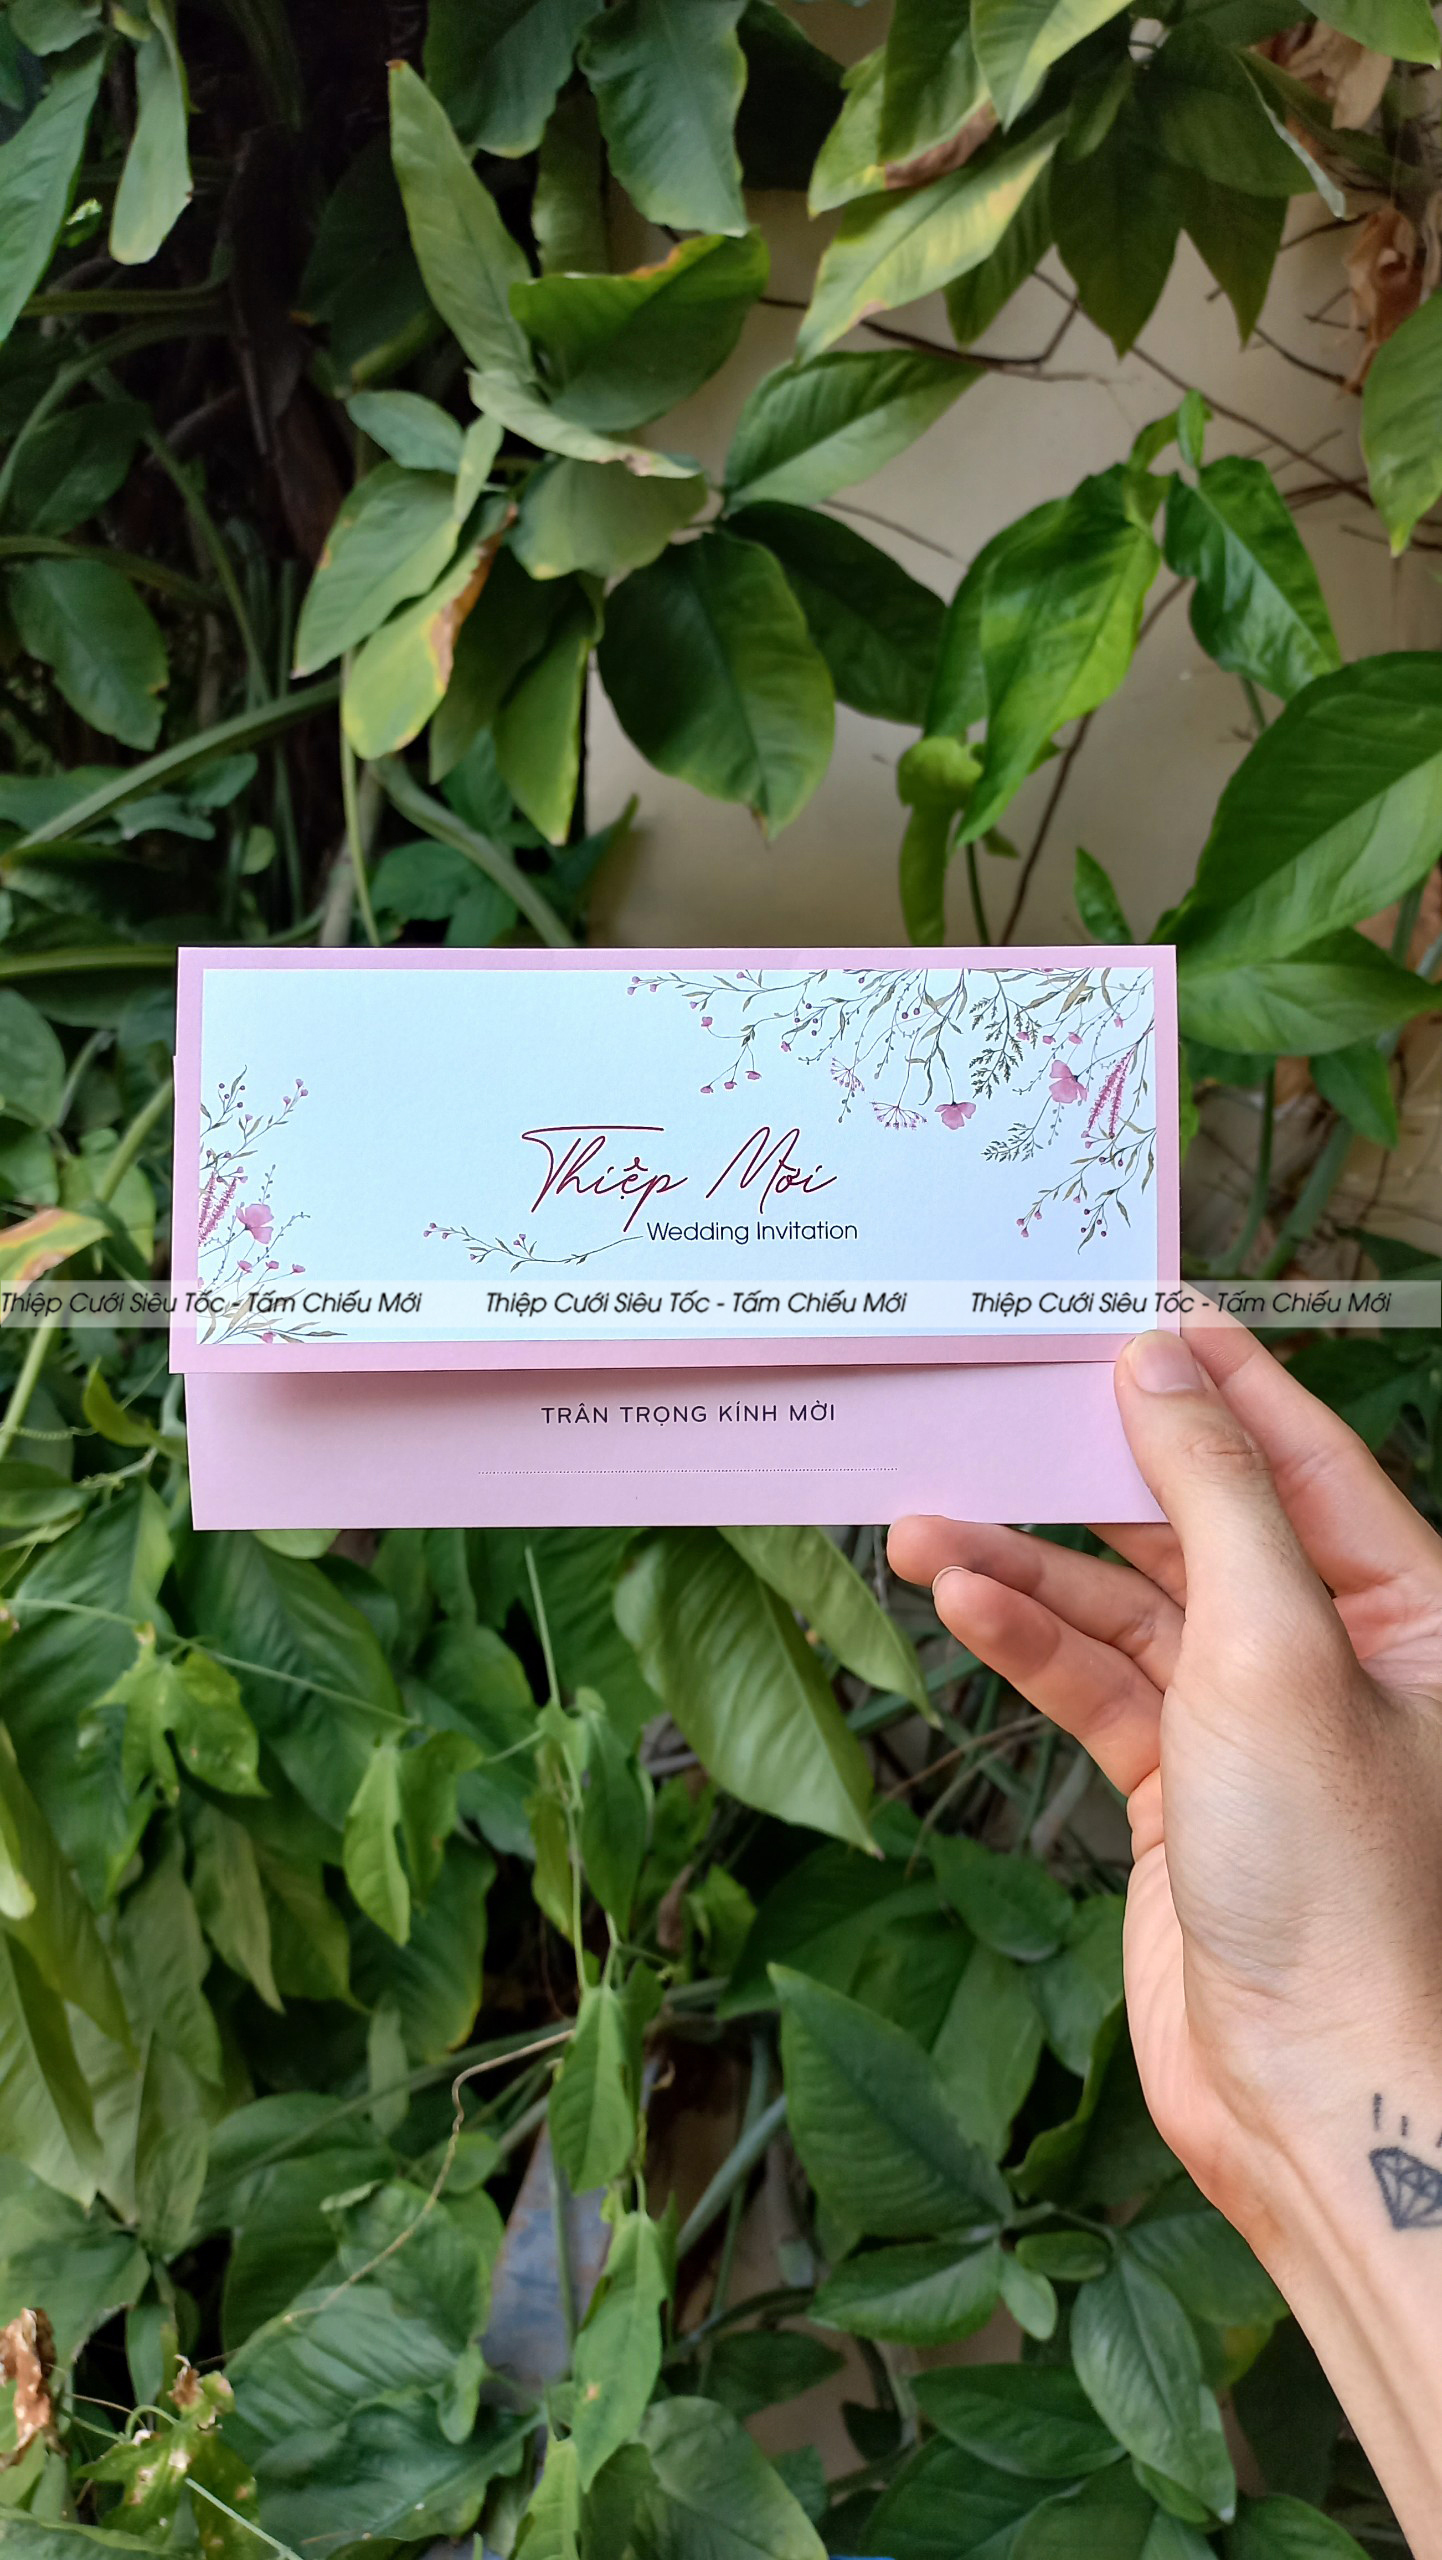 Thiệp Mời
Wedding Invitation
Thiệp Cưới Siêu Tốc - Tấm Chiếu Mới Thiệp Cưới Siêu Tốc - Tấm Chiếu Mới Thiệp Cưới Siêu Tốc - Tấm Chiếu Mới
TRÂN TRỌNG KÍNH MỜI